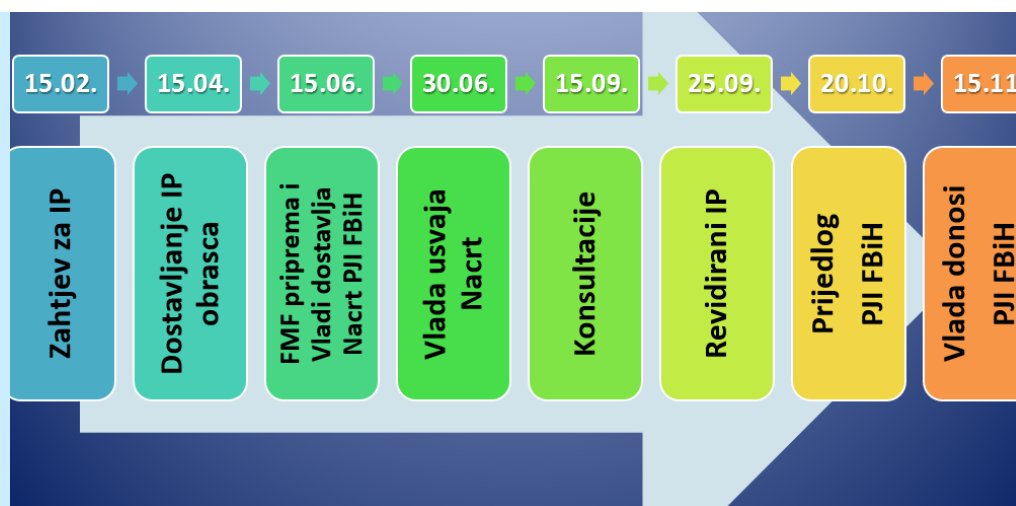 15.02.
15.04.
15.06.
30.06.
15.09.
25.09.
20.10.
15.11
Zahtjev za IP
Dostavljanje IP
obrasca
FMF priprema i
Vladi dostavlja
Nacrt PJI FBiH
Vlada usvaja
Nacrt
Konsultacije
Revidirani IP
Prijedlog
PJI FBiH
Vlada donosi
PJI FBiH